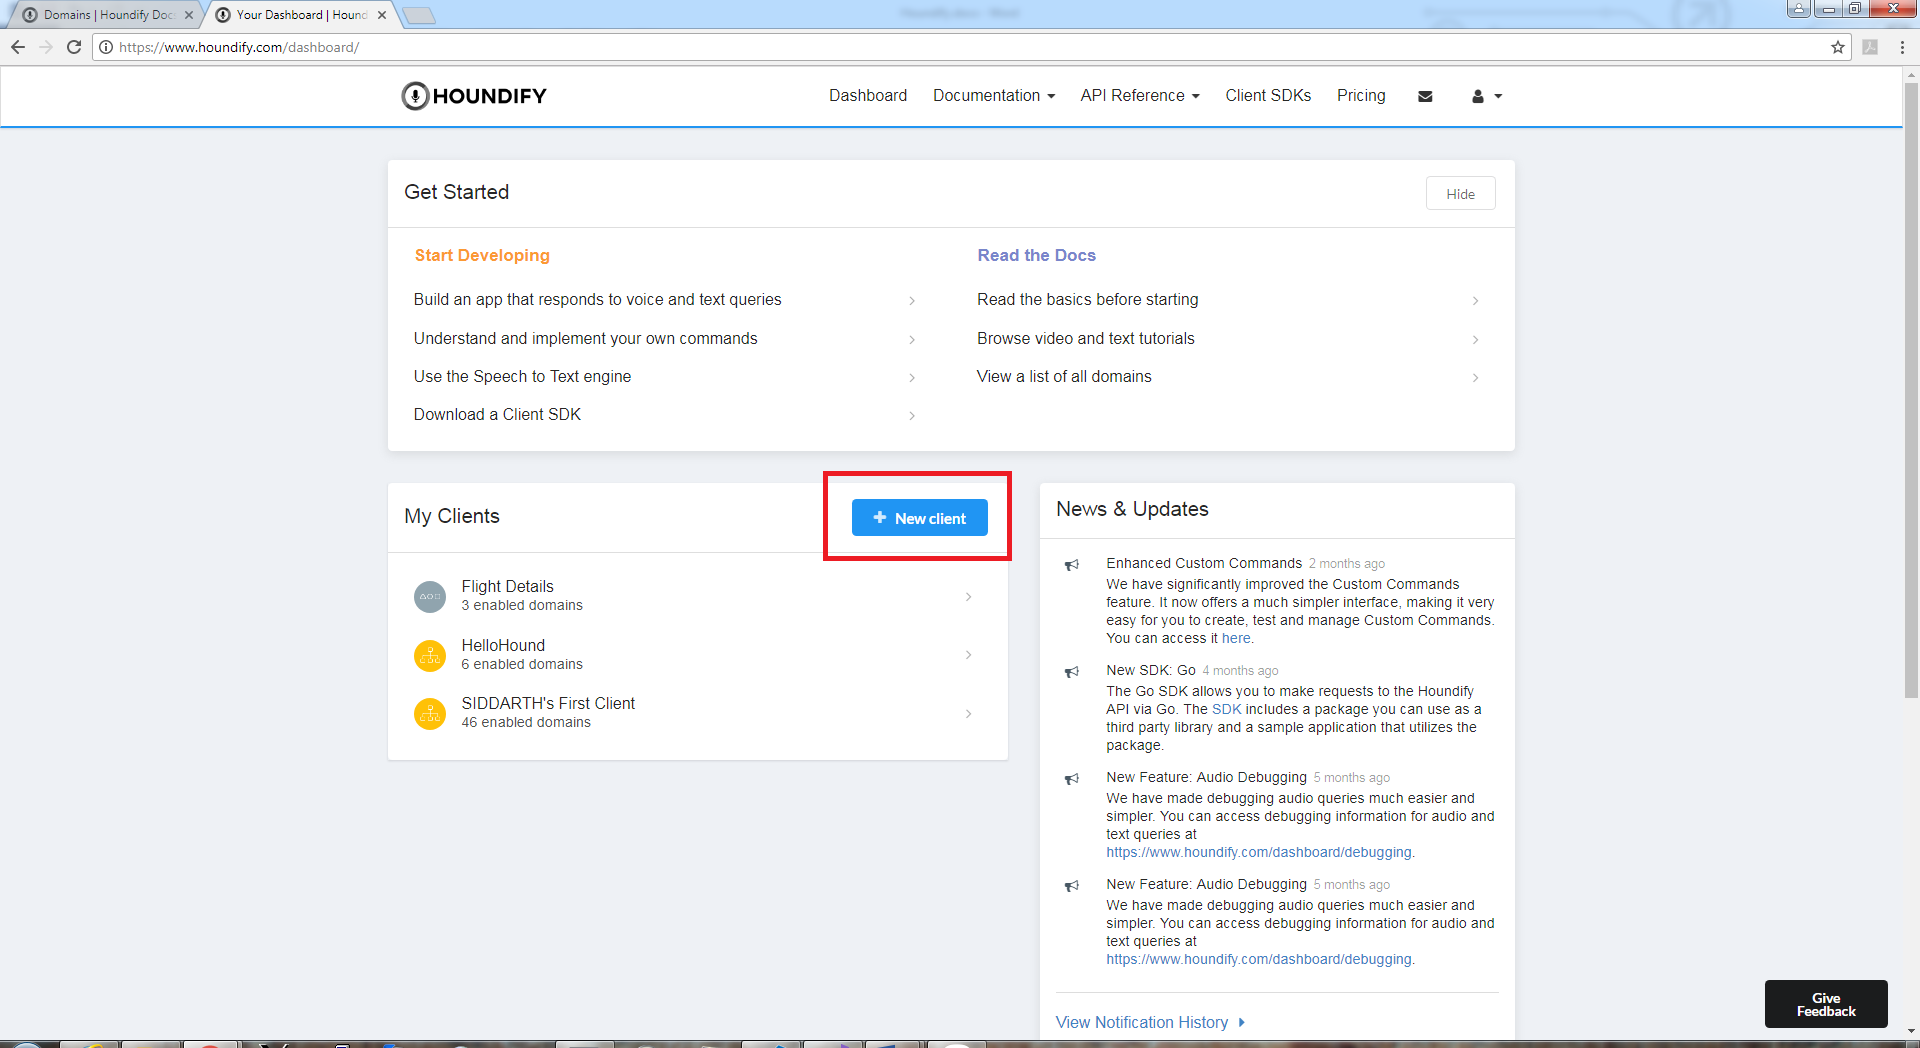 Domains | Houndify Doc
Your Dashboard | Hound
https://www.houndify.com/dashboard/
HOUNDIFY
Dashboard
Documentation
API Reference
Client SDKs
Pricing
Get Started
Hide
Start Developing
Build an app that responds to voice and text queries
Understand and implement your own commands
Use the Speech to Text engine
Download a Client SDK
Read the Docs
Read the basics before starting
Browse video and text tutorials
View a list of all domains
My Clients
+ New client
Flight Details
3 enabled domains
HelloHound
6 enabled domains
SIDDARTH's First Client
46 enabled domains
News & Updates
Enhanced Custom Commands 2 months ago
We have significantly improved the Custom Commands
feature. It now offers a much simpler interface, making it very
easy for you to create, test and manage Custom Commands.
You can access it here.
New SDK: Go 4 months ago
The Go SDK allows you to make requests to the Houndify
API via Go. The SDK includes a package you can use as a
third party library and a sample application that utilizes the
package.
New Feature: Audio Debugging 5 months ago
We have made debugging audio queries much easier and
simpler. You can access debugging information for audio and
text queries at
https://www.houndify.com/dashboard/debugging.
New Feature: Audio Debugging 5 months ago
We have made debugging audio queries much easier and
simpler. You can access debugging information for audio and
text queries at
https://www.houndify.com/dashboard/debugging.
View Notification History
Give
Feedback